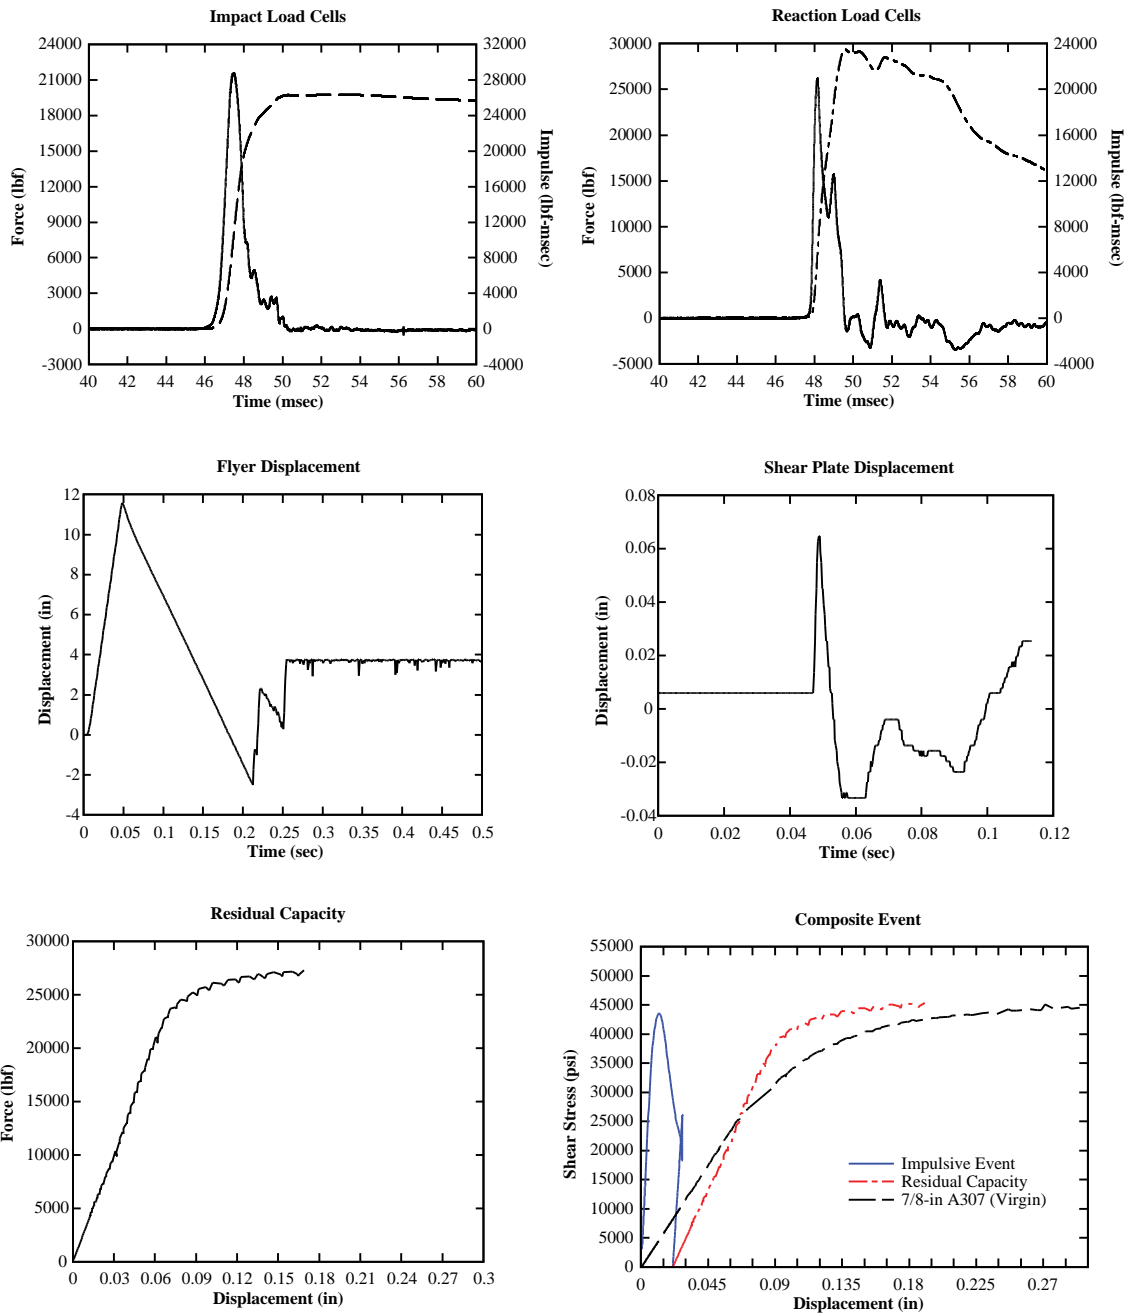 Impact Load Cells
24000
21000
18000
15000
12000
9000
6000
3000
0
-3000
32000
28000
24000
20000
16000
12000
8000
4000
0
-4000
40 42 44 46 48 50 52 54 56 58 60
Force (lbf)
Impulse (lbf-msec)
Time (msec)
Reaction Load Cells
30000
25000
20000
15000
10000
5000
0
-5000
24000
20000
16000
12000
8000
4000
0
-4000
40 42 44 46 48 50 52 54 56 58 60
Force (lbf)
Impulse (lbf-msec)
Time (msec)
Flyer Displacement
12
10
8
6
4
2
0
-2
-4
0 0.05 0.1 0.15 0.2 0.25 0.3 0.35 0.4 0.45 0.5
Displacement (in)
Time (sec)
Shear Plate Displacement
0.08
0.06
0.04
0.02
0
-0.02
-0.04
0 0.02 0.04 0.06 0.08 0.1 0.12
Displacement (in)
Time (sec)
Residual Capacity
30000
25000
20000
15000
10000
5000
0
0 0.03 0.06 0.09 0.12 0.15 0.18 0.21 0.24 0.27 0.3
Force (lbf)
Displacement (in)
Composite Event
55000
50000
45000
40000
35000
30000
25000
20000
15000
10000
5000
0
0 0.045 0.09 0.135 0.18 0.225 0.27
Shear Stress (psi)
Displacement (in)
Impulsive Event
Residual Capacity
7/8-in A307 (Virgin)